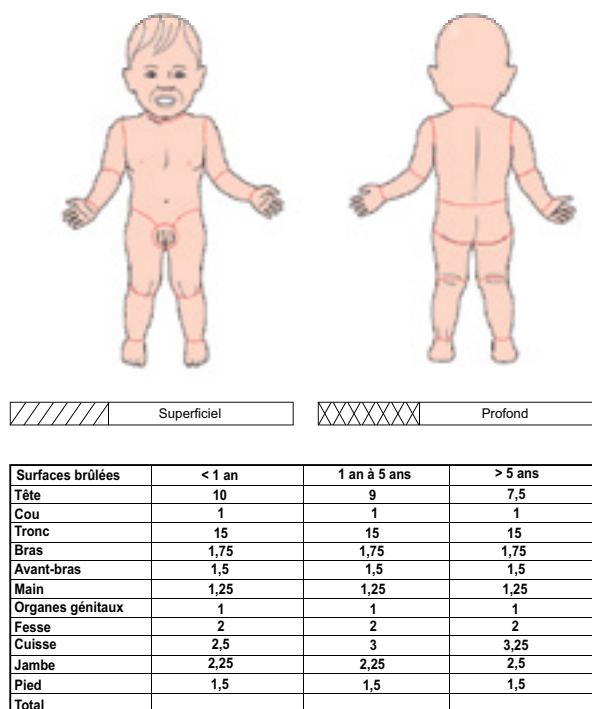 Superficiel Profond
Surfaces brûlées < 1 an 1 an à 5 ans > 5 ans
Tête 10 9 7,5
Cou 1 1 1
Tronc 15 15 15
Bras 1,75 1,75 1,75
Avant-bras 1,5 1,5 1,5
Main 1,25 1,25 1,25
Organes génitaux 1 1 1
Fesse 2 2 2
Cuisse 2,5 3 3,25
Jambe 2,25 2,25 2,5
Pied 1,5 1,5 1,5
Total